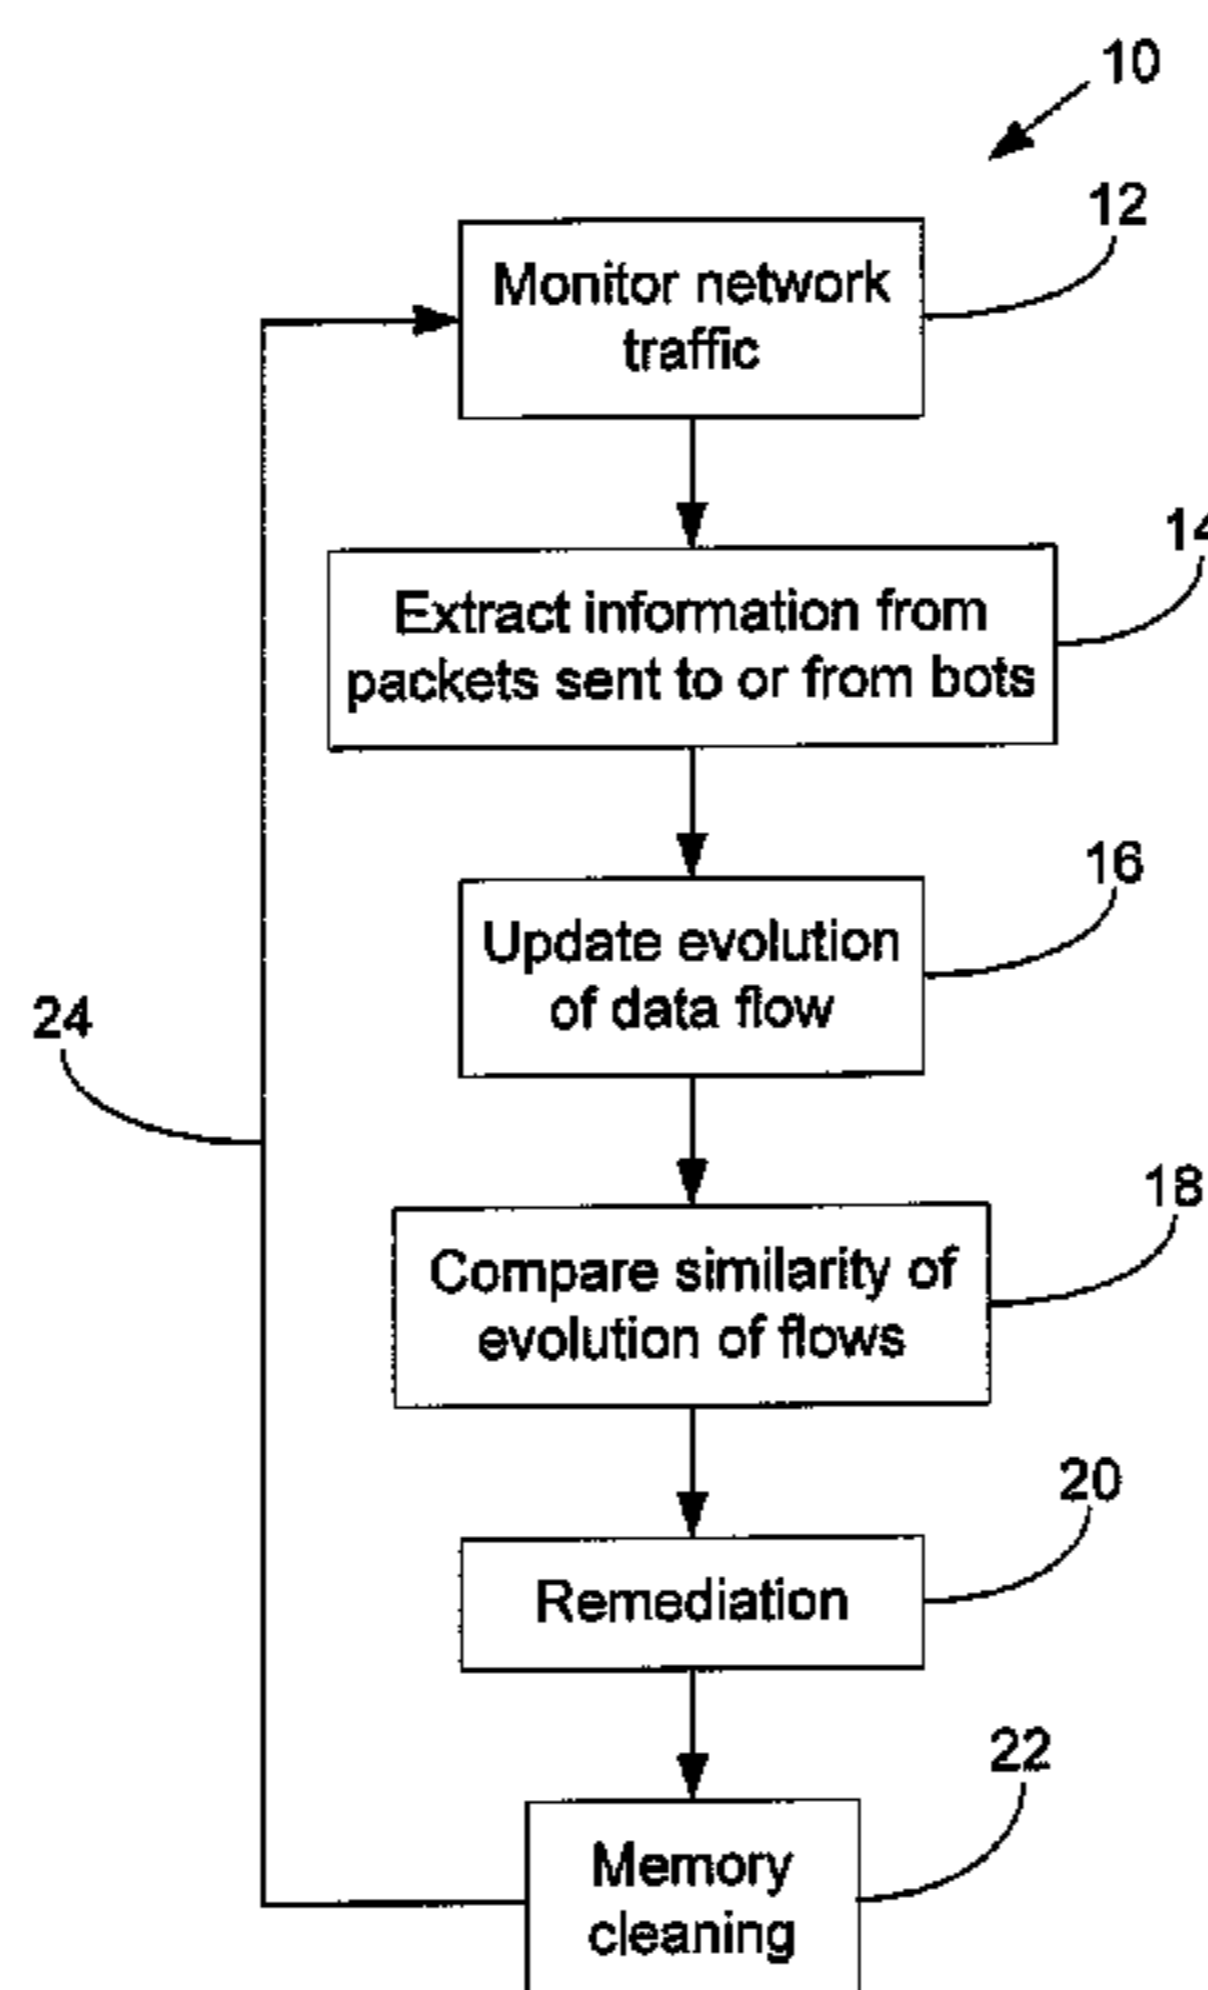 10
12
Monitor network
traffic
14
Extract information from
packets sent to or from bots
16
Update evolution
of data flow
24
18
Compare similarity of
evolution of flows
20
Remediation
22
Memory
cleaning